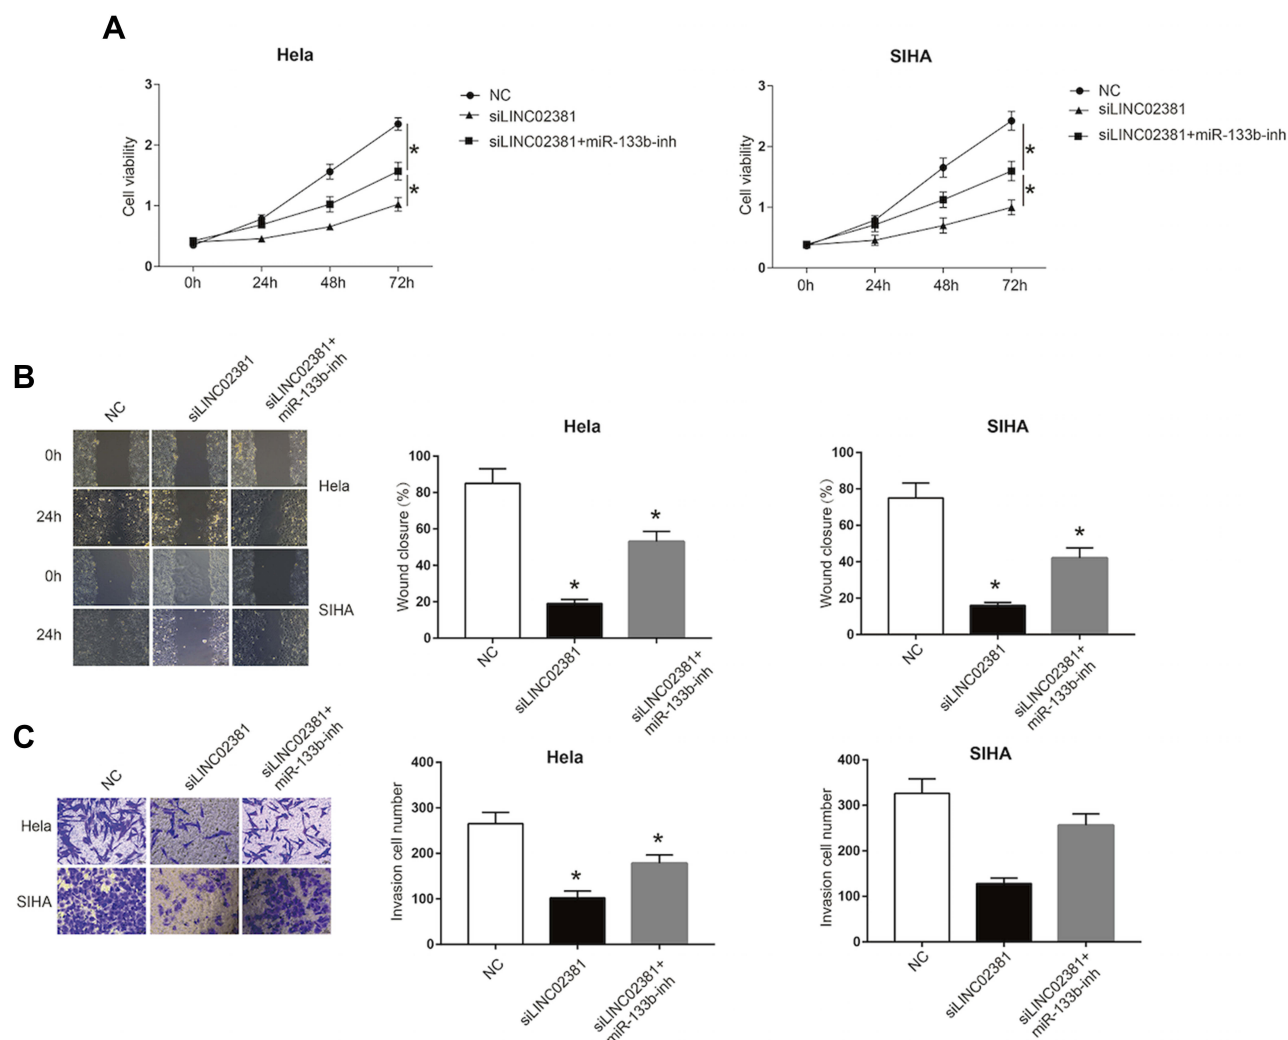 A
Hela
3
2
1
0
Cell viability
0h
24h
48h
72h
*
*
NC
siLINC02381
siLINC02381+miR-133b-inh
SIHA
3
2
1
0
Cell viability
0h
24h
48h
72h
*
*
NC
siLINC02381
siLINC02381+miR-133b-inh
B
NC
siLINC02381
siLINC02381+
miR-133b-inh
0h
24h
Hela
0h
24h
SIHA
Hela
100
80
60
40
20
0
Wound closure (%)
*
*
NC
siLINC02381
siLINC02381+
miR-133b-inh
SIHA
100
80
60
40
20
0
Wound closure (%)
*
*
NC
siLINC02381
siLINC02381+
miR-133b-inh
C
NC
siLINC02381
siLINC02381+
miR-133b-inh
Hela
SIHA
Hela
400
300
200
100
0
Invasion cell number
*
*
NC
siLINC02381
siLINC02381+
miR-133b-inh
SIHA
400
300
200
100
0
Invasion cell number
NC
siLINC02381
siLINC02381+
miR-133b-inh